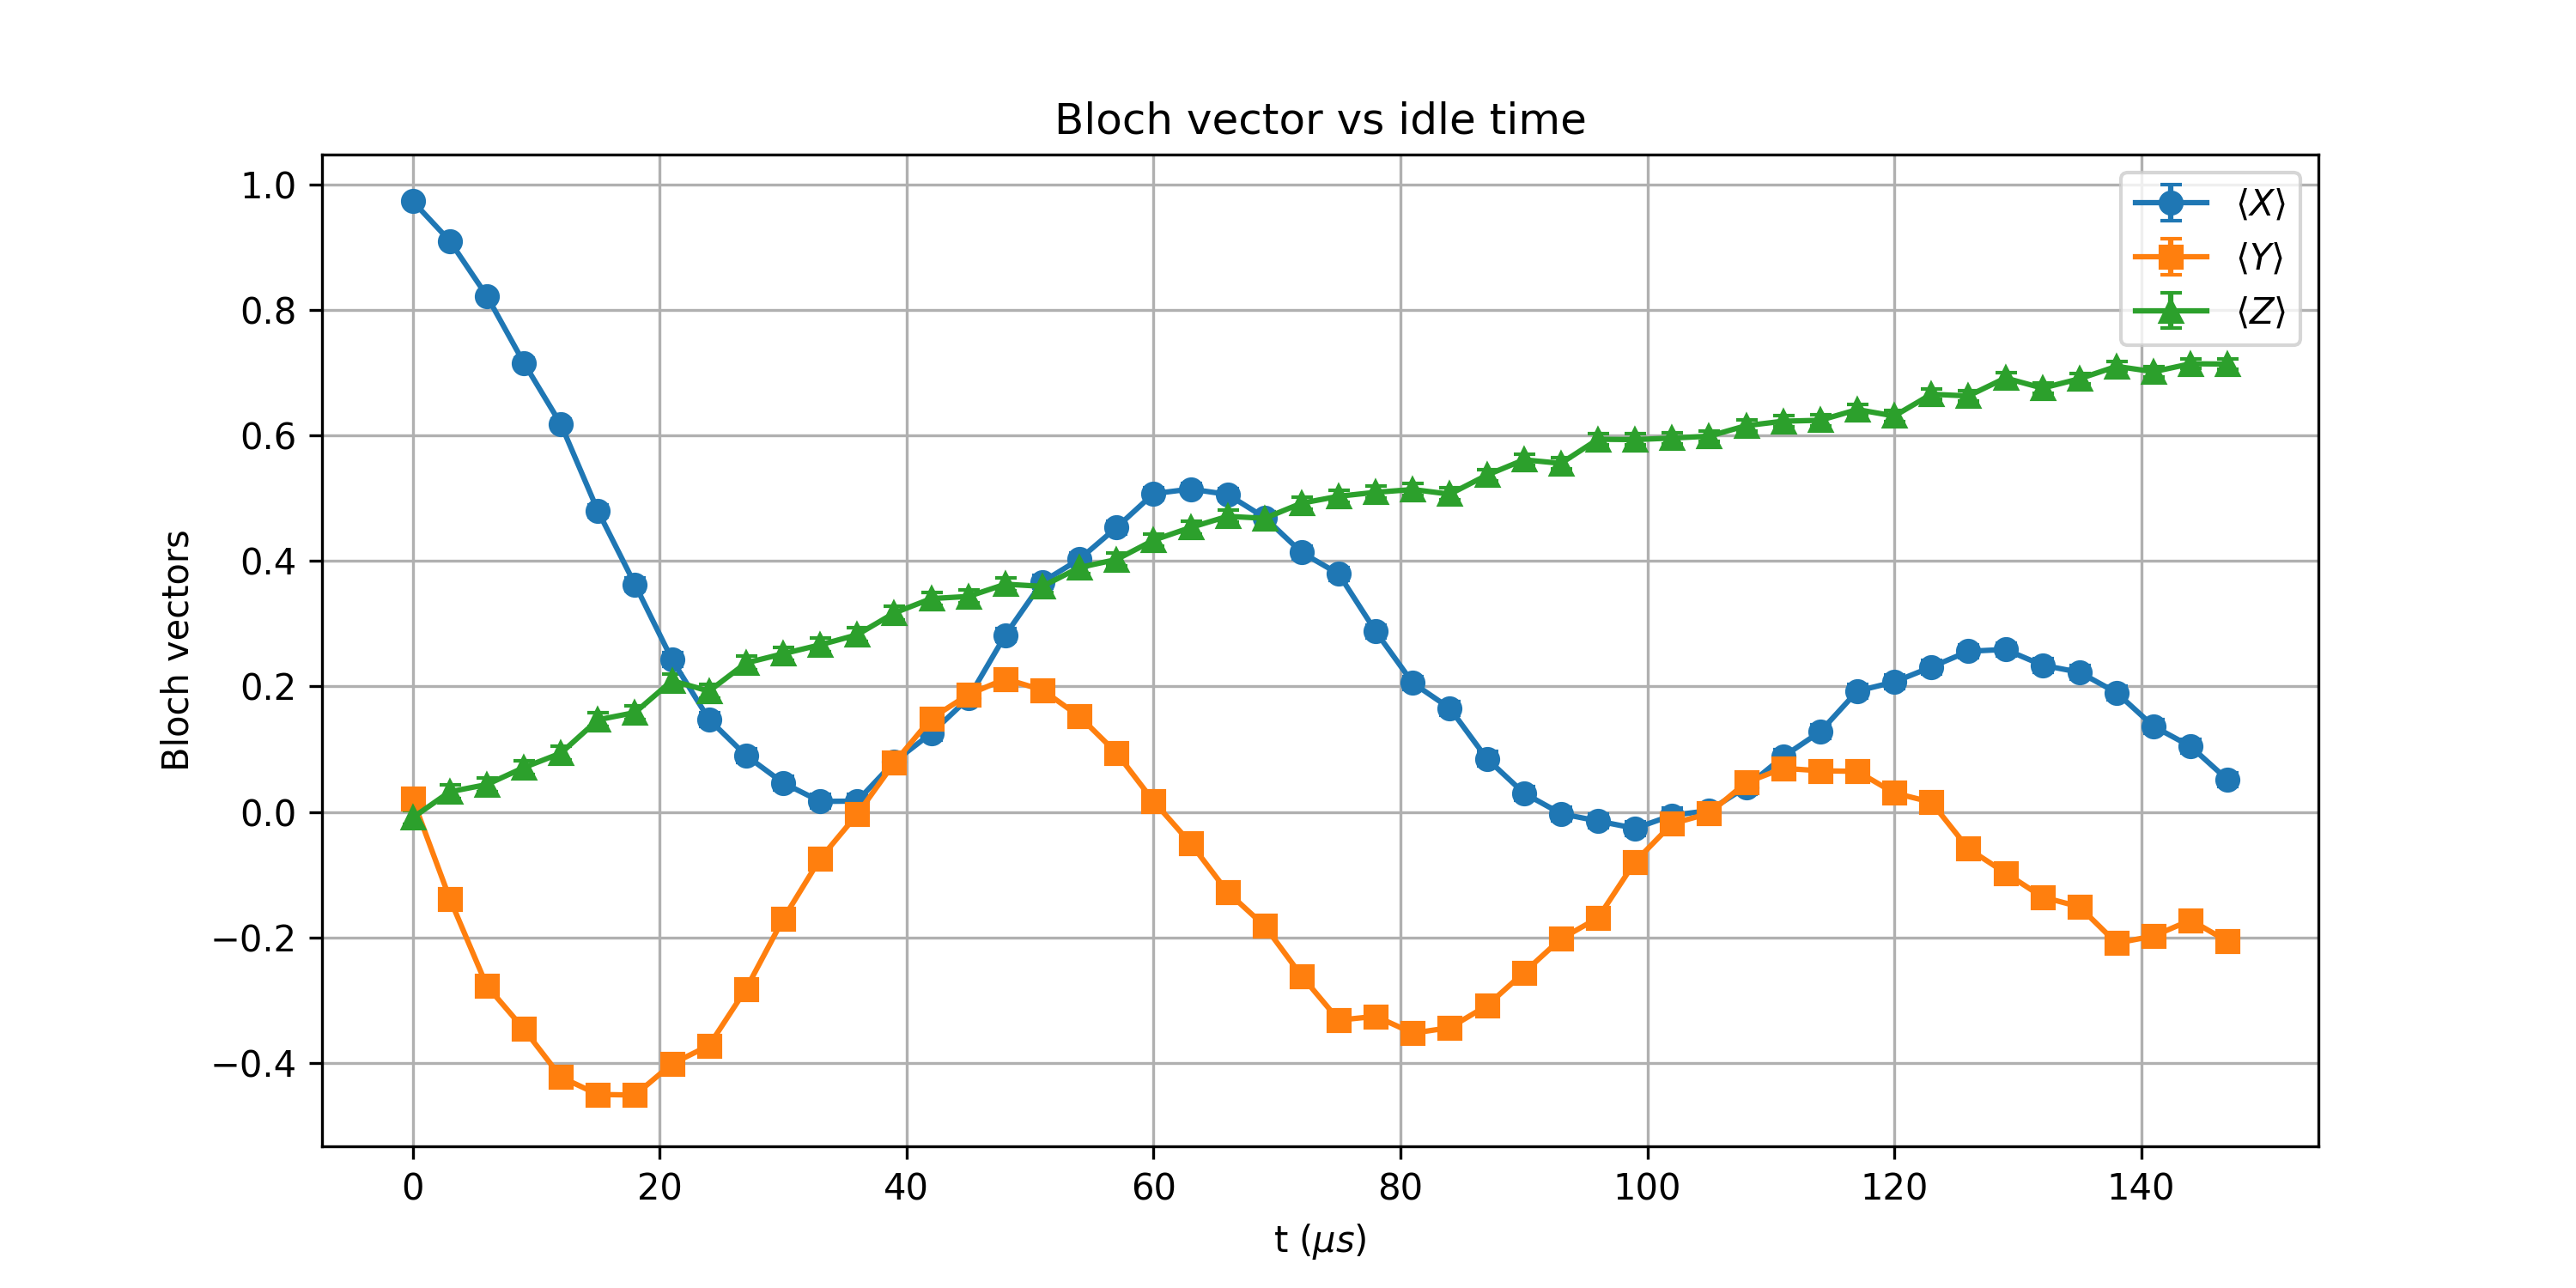 Bloch vector vs idle time
1.0
0.8
0.6
0.4
0.2
0.0
−0.2
−0.4
Bloch vectors
0 20 40 60 80 100 120 140
t (μs)
⟨X⟩
⟨Y⟩
⟨Z⟩